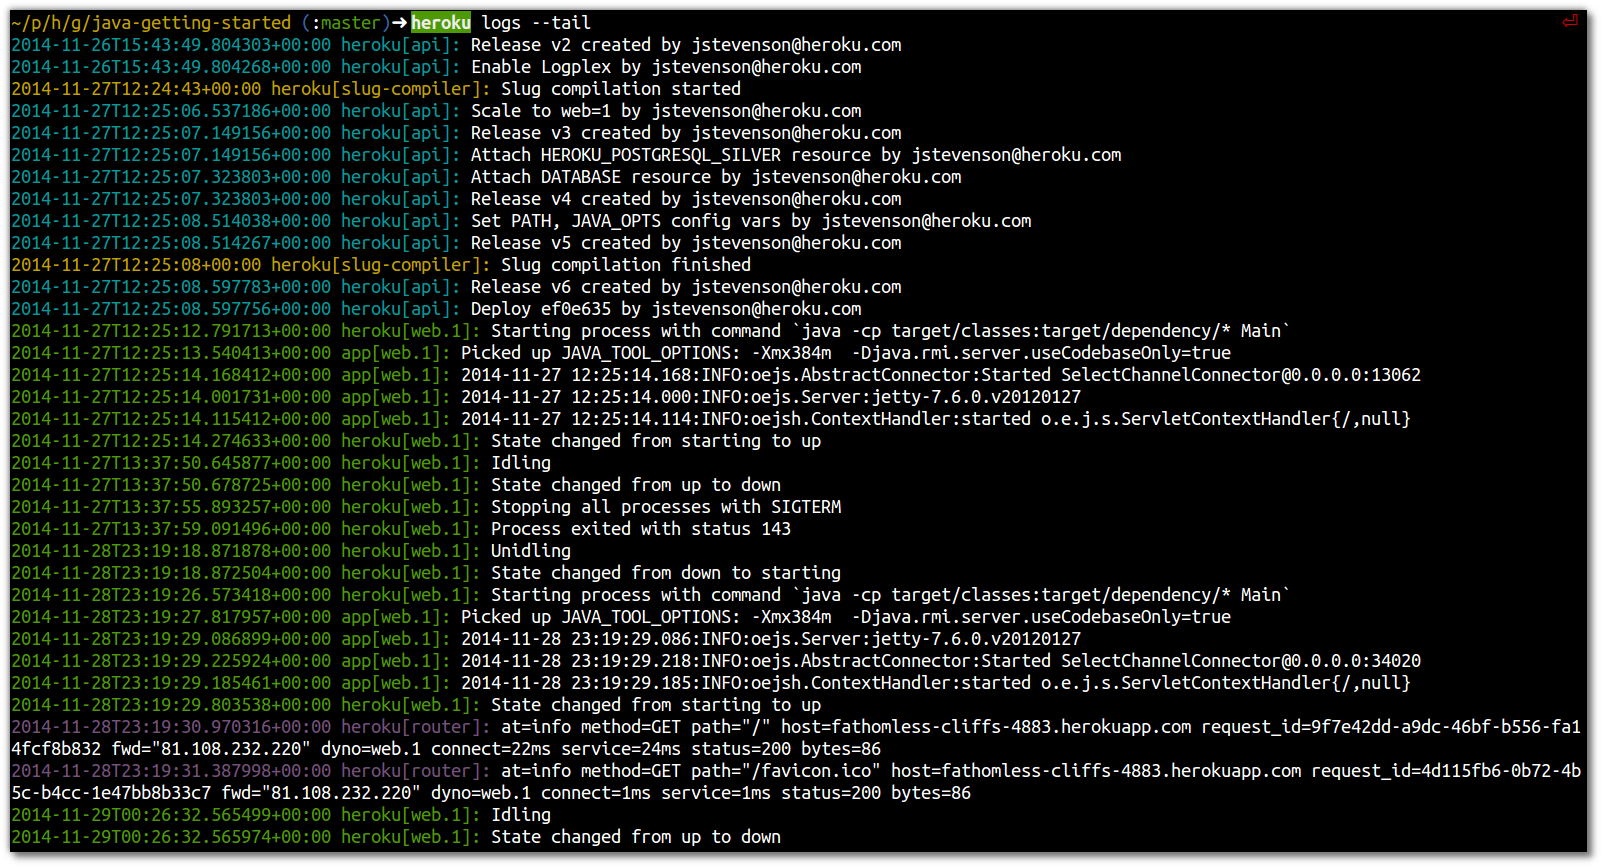 ~/p/h/g/java-getting-started (:master)➜heroku logs --tail ⏎
2014-11-26T15:43:49.804303+00:00 heroku[api]: Release v2 created by jstevenson@heroku.com
2014-11-26T15:43:49.804268+00:00 heroku[api]: Enable Logplex by jstevenson@heroku.com
2014-11-27T12:24:43+00:00 heroku[slug-compiler]: Slug compilation started
2014-11-27T12:25:06.537186+00:00 heroku[api]: Scale to web=1 by jstevenson@heroku.com
2014-11-27T12:25:07.149156+00:00 heroku[api]: Release v3 created by jstevenson@heroku.com
2014-11-27T12:25:07.149156+00:00 heroku[api]: Attach HEROKU_POSTGRESQL_SILVER resource by jstevenson@heroku.com
2014-11-27T12:25:07.323803+00:00 heroku[api]: Attach DATABASE resource by jstevenson@heroku.com
2014-11-27T12:25:07.323803+00:00 heroku[api]: Release v4 created by jstevenson@heroku.com
2014-11-27T12:25:08.514038+00:00 heroku[api]: Set PATH, JAVA_OPTS config vars by jstevenson@heroku.com
2014-11-27T12:25:08.514267+00:00 heroku[api]: Release v5 created by jstevenson@heroku.com
2014-11-27T12:25:08+00:00 heroku[slug-compiler]: Slug compilation finished
2014-11-27T12:25:08.597783+00:00 heroku[api]: Release v6 created by jstevenson@heroku.com
2014-11-27T12:25:08.597756+00:00 heroku[api]: Deploy ef0e635 by jstevenson@heroku.com
2014-11-27T12:25:12.791713+00:00 heroku[web.1]: Starting process with command `java -cp target/classes:target/dependency/* Main`
2014-11-27T12:25:13.540413+00:00 app[web.1]: Picked up JAVA_TOOL_OPTIONS: -Xmx384m  -Djava.rmi.server.useCodebaseOnly=true
2014-11-27T12:25:14.168412+00:00 app[web.1]: 2014-11-27 12:25:14.168:INFO:oejs.AbstractConnector:Started SelectChannelConnector@0.0.0.0:13062
2014-11-27T12:25:14.001731+00:00 app[web.1]: 2014-11-27 12:25:14.000:INFO:oejs.Server:jetty-7.6.0.v20120127
2014-11-27T12:25:14.115412+00:00 app[web.1]: 2014-11-27 12:25:14.114:INFO:oejsh.ContextHandler:started o.e.j.s.ServletContextHandler{/,null}
2014-11-27T12:25:14.274633+00:00 heroku[web.1]: State changed from starting to up
2014-11-27T13:37:50.645877+00:00 heroku[web.1]: Idling
2014-11-27T13:37:50.678725+00:00 heroku[web.1]: State changed from up to down
2014-11-27T13:37:55.893257+00:00 heroku[web.1]: Stopping all processes with SIGTERM
2014-11-27T13:37:59.091496+00:00 heroku[web.1]: Process exited with status 143
2014-11-28T23:19:18.871878+00:00 heroku[web.1]: Unidling
2014-11-28T23:19:18.872504+00:00 heroku[web.1]: State changed from down to starting
2014-11-28T23:19:26.573418+00:00 heroku[web.1]: Starting process with command `java -cp target/classes:target/dependency/* Main`
2014-11-28T23:19:27.817957+00:00 app[web.1]: Picked up JAVA_TOOL_OPTIONS: -Xmx384m  -Djava.rmi.server.useCodebaseOnly=true
2014-11-28T23:19:29.086899+00:00 app[web.1]: 2014-11-28 23:19:29.086:INFO:oejs.Server:jetty-7.6.0.v20120127
2014-11-28T23:19:29.225924+00:00 app[web.1]: 2014-11-28 23:19:29.218:INFO:oejs.AbstractConnector:Started SelectChannelConnector@0.0.0.0:34020
2014-11-28T23:19:29.185461+00:00 app[web.1]: 2014-11-28 23:19:29.185:INFO:oejsh.ContextHandler:started o.e.j.s.ServletContextHandler{/,null}
2014-11-28T23:19:29.803538+00:00 heroku[web.1]: State changed from starting to up
2014-11-28T23:19:30.970316+00:00 heroku[router]: at=info method=GET path="/" host=fathomless-cliffs-4883.herokuapp.com request_id=9f7e42dd-a9dc-46bf-b556-fa1
4fcf8b832 fwd="81.108.232.220" dyno=web.1 connect=22ms service=24ms status=200 bytes=86
2014-11-28T23:19:31.387998+00:00 heroku[router]: at=info method=GET path="/favicon.ico" host=fathomless-cliffs-4883.herokuapp.com request_id=4d115fb6-0b72-4b
5c-b4cc-1e47bb8b33c7 fwd="81.108.232.220" dyno=web.1 connect=1ms service=1ms status=200 bytes=86
2014-11-29T00:26:32.565499+00:00 heroku[web.1]: Idling
2014-11-29T00:26:32.565974+00:00 heroku[web.1]: State changed from up to down